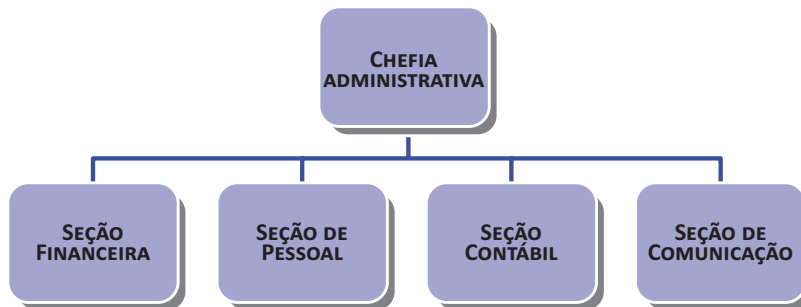 Chefia
administrativa
Seção
Financeira
Seção de
Pessoal
Seção
Contábil
Seção de
Comunicação